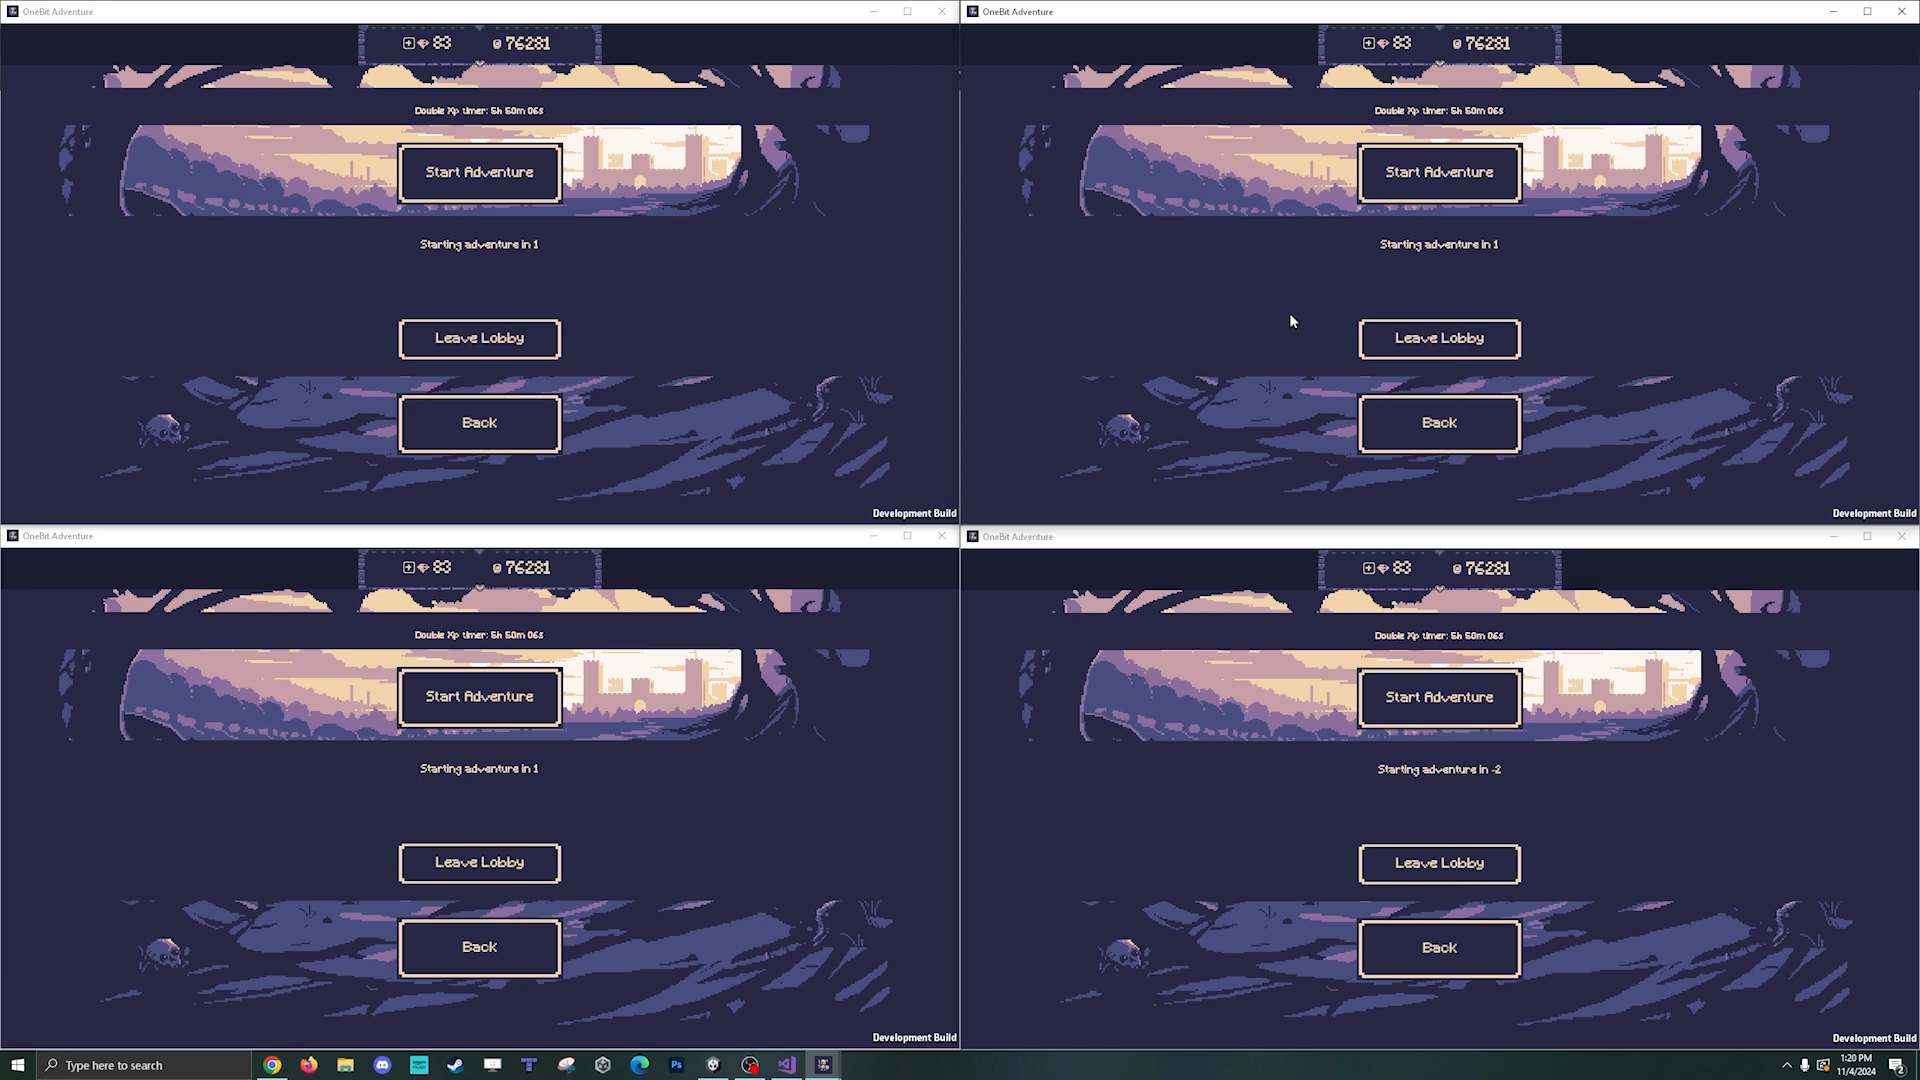 OneBit Adventure
83 76281
Double Xp timer: 5h 50m 06s
Start Adventure
Starting adventure in 1
Leave Lobby
Back
Development Build
OneBit Adventure
83 76281
Double Xp timer: 5h 50m 06s
Start Adventure
Starting adventure in 1
Leave Lobby
Back
Development Build
OneBit Adventure
83 76281
Double Xp timer: 5h 50m 06s
Start Adventure
Starting adventure in 1
Leave Lobby
Back
Development Build
OneBit Adventure
83 76281
Double Xp timer: 5h 50m 06s
Start Adventure
Starting adventure in -2
Leave Lobby
Back
Development Build
Type here to search
Ps
1:20 PM
11/4/2024
2